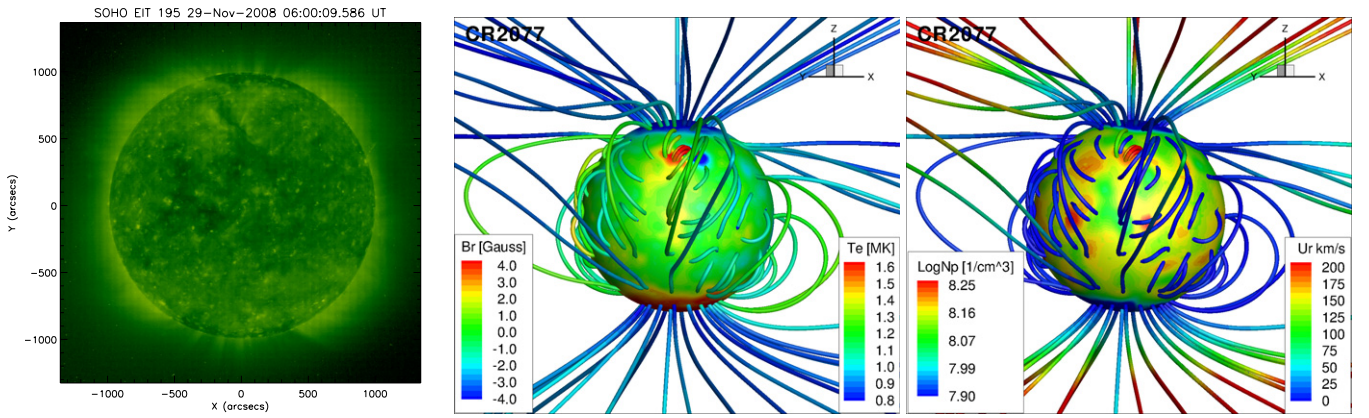 SOHO EIT 195 29-Nov-2008 06:00:09.586 UT
1000
500
0
−500
−1000
Y (arcsecs)
−1000 −500 0 500 1000
X (arcsecs)
CR2077
Z
Y X
Br [Gauss]
4.0
3.0
2.0
1.0
0.0
-1.0
-2.0
-3.0
-4.0
Te [MK]
1.6
1.5
1.4
1.3
1.2
1.1
1.0
0.9
0.8
CR2077
Z
Y X
LogNp [1/cm^3]
8.25
8.16
8.07
7.99
7.90
Ur km/s
200
175
150
125
100
75
50
25
0